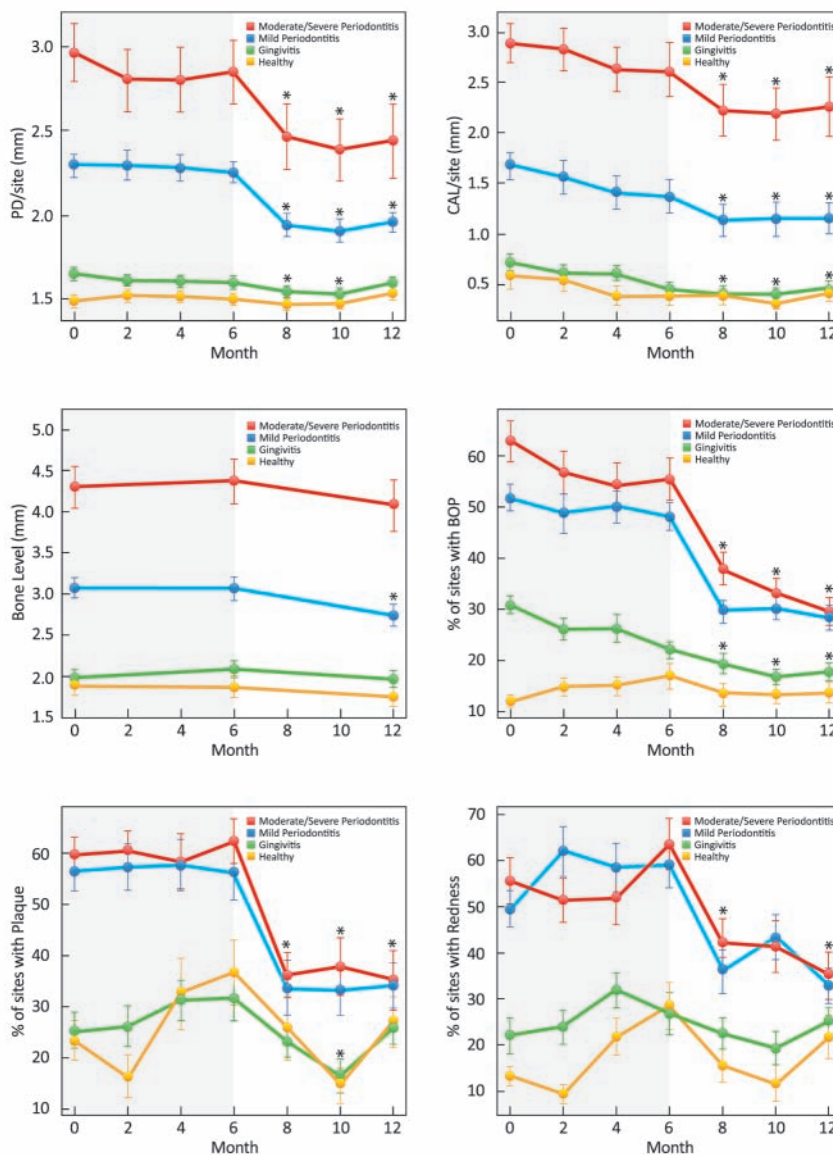 PD/site (mm)
3.0
2.5
2.0
1.5
Moderate/Severe Periodontitis
Mild Periodontitis
Gingivitis
Healthy
* * *
* * *
* *
0 2 4 6 8 10 12
Month
CAL/site (mm)
3.0
2.5
2.0
1.5
1.0
0.5
Moderate/Severe Periodontitis
Mild Periodontitis
Gingivitis
Healthy
* * *
* * *
* * *
0 2 4 6 8 10 12
Month
Bone Level (mm)
5.0
4.5
4.0
3.5
3.0
2.5
2.0
1.5
Moderate/Severe Periodontitis
Mild Periodontitis
Gingivitis
Healthy
*
0 2 4 6 8 10 12
Month
% of sites with BOP
60
50
40
30
20
10
Moderate/Severe Periodontitis
Mild Periodontitis
Gingivitis
Healthy
* * *
* * *
0 2 4 6 8 10 12
Month
% of sites with Plaque
60
50
40
30
20
10
Moderate/Severe Periodontitis
Mild Periodontitis
Gingivitis
Healthy
* * *
*
0 2 4 6 8 10 12
Month
% of sites with Redness
70
60
50
40
30
20
10
Moderate/Severe Periodontitis
Mild Periodontitis
Gingivitis
Healthy
* *
0 2 4 6 8 10 12
Month